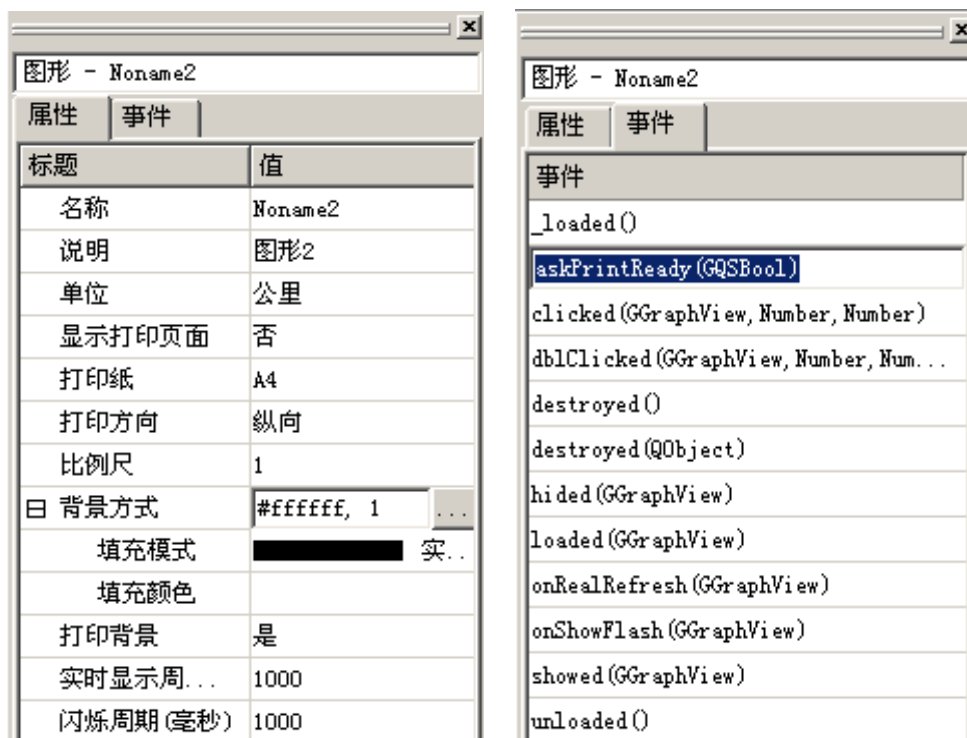 图形 - Noname2
属性 事件
标题 值
名称 Noname2
说明 图形2
单位 公里
显示打印页面 否
打印纸 A4
打印方向 纵向
比例尺 1
背景方式 #ffffff, 1 ...
填充模式 实..
填充颜色
打印背景 是
实时显示周... 1000
闪烁周期(毫秒) 1000
图形 - Noname2
属性 事件
事件
_loaded()
askPrintReady(GQSBool)
clicked(GGraphView,Number,Number)
dblClicked(GGraphView,Number,Num...
destroyed()
destroyed(QObject)
hided(GGraphView)
loaded(GGraphView)
onRealRefresh(GGraphView)
onShowFlash(GGraphView)
showed(GGraphView)
unloaded()